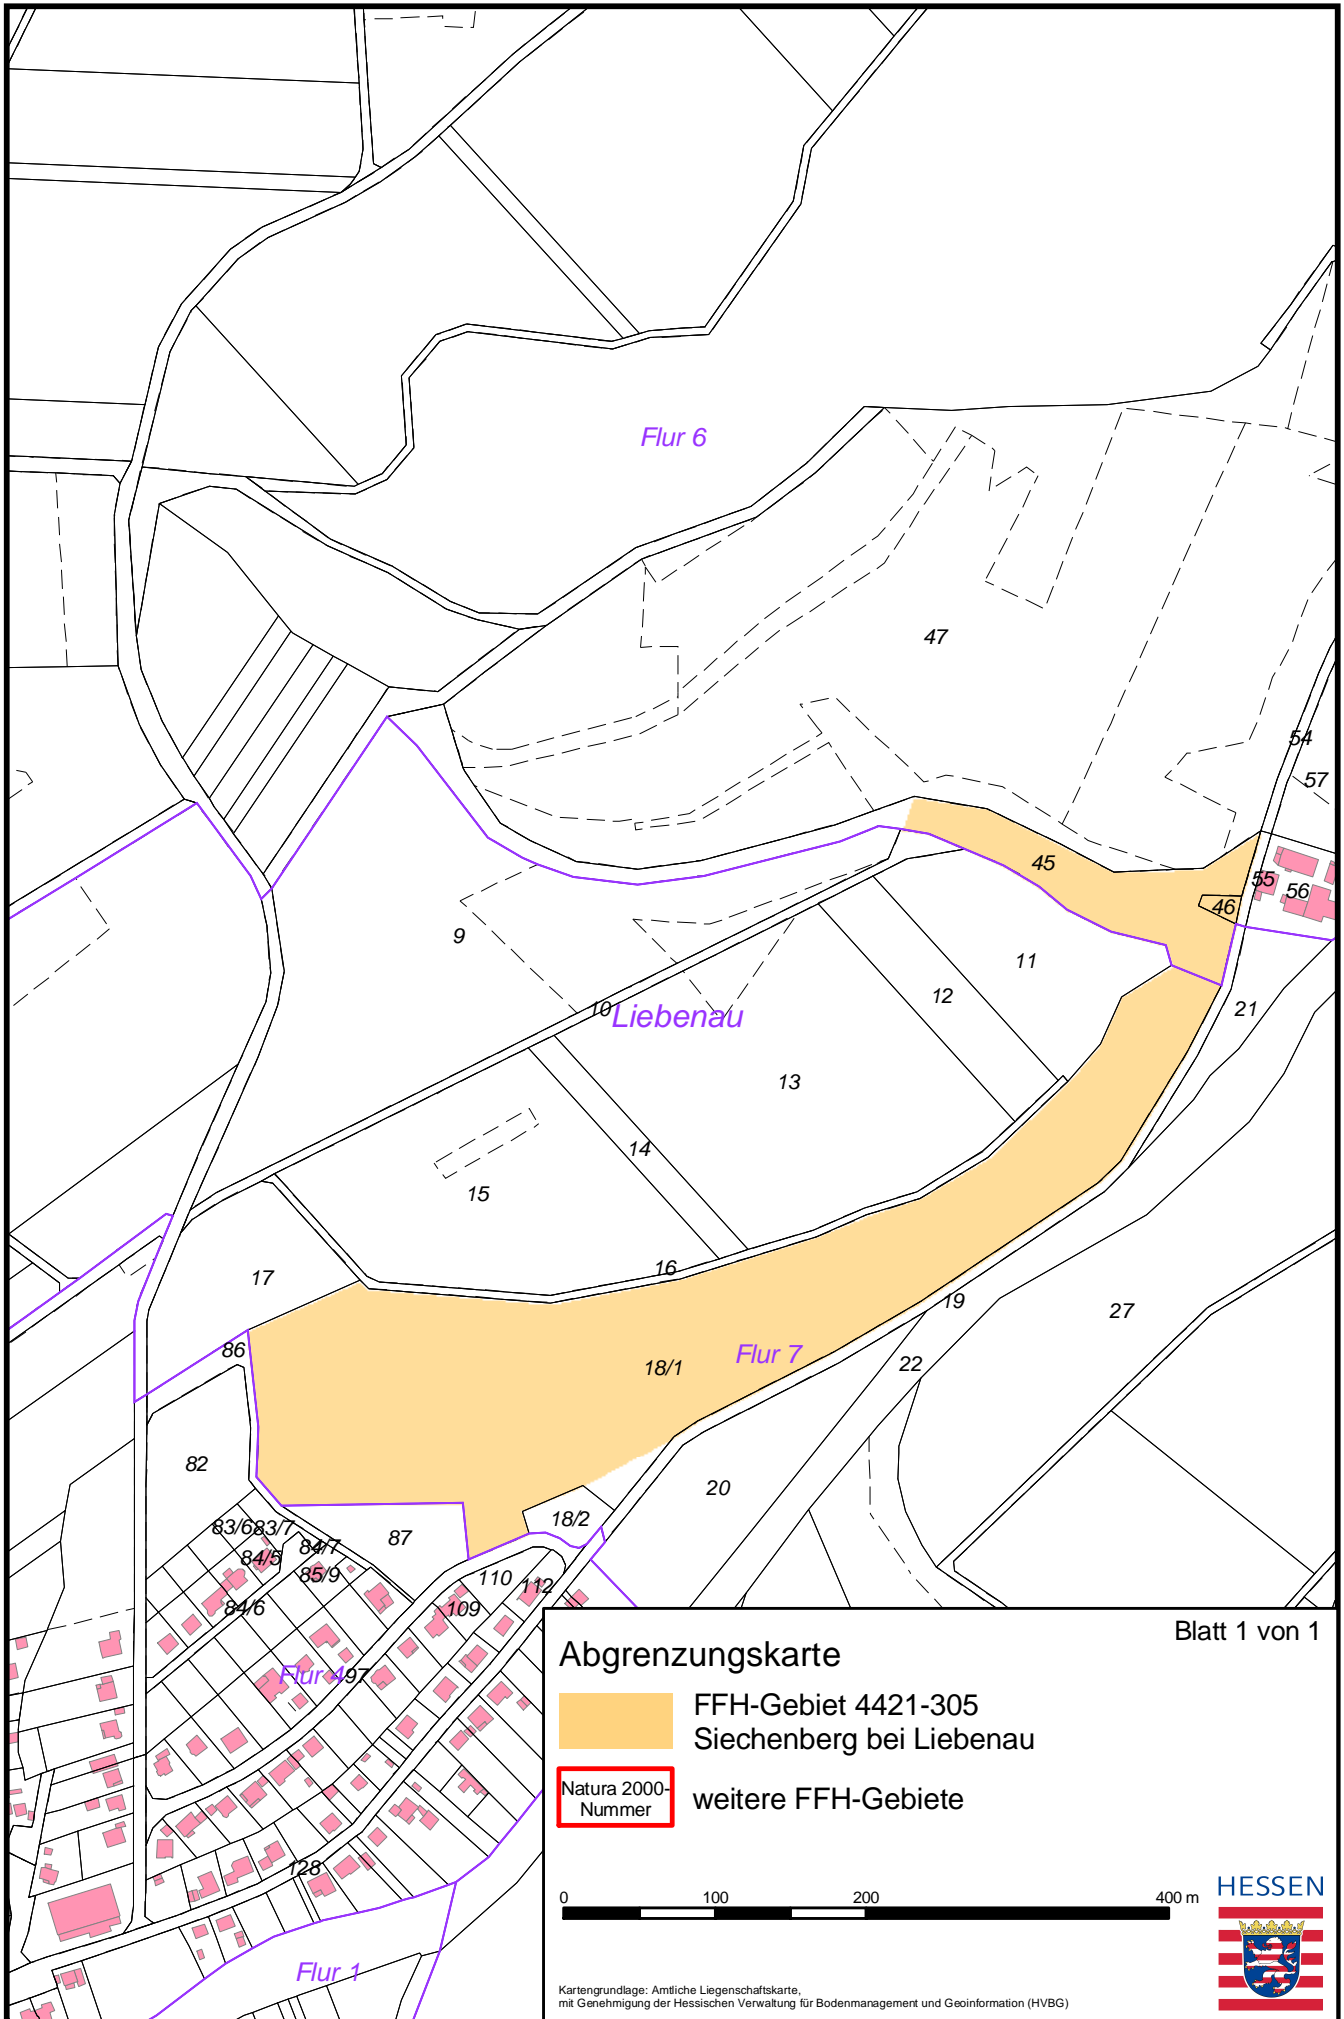 Flur 6
47
54
57
45
55
56
46
9
11
12
10
Liebenau
21
13
14
15
16
17
19
27
86
18/1
Flur 7
22
82
20
18/2
83/6
83/7
87
84/7
84/5
85/9
110
112
84/6
109
Flur 4
97
128
Flur 1
Blatt 1 von 1
Abgrenzungskarte
FFH-Gebiet 4421-305
Siechenberg bei Liebenau
Natura 2000-
Nummer
weitere FFH-Gebiete
0 100 200 400 m
HESSEN
Kartengrundlage: Amtliche Liegenschaftskarte,
mit Genehmigung der Hessischen Verwaltung für Bodenmanagement und Geoinformation (HVBG)